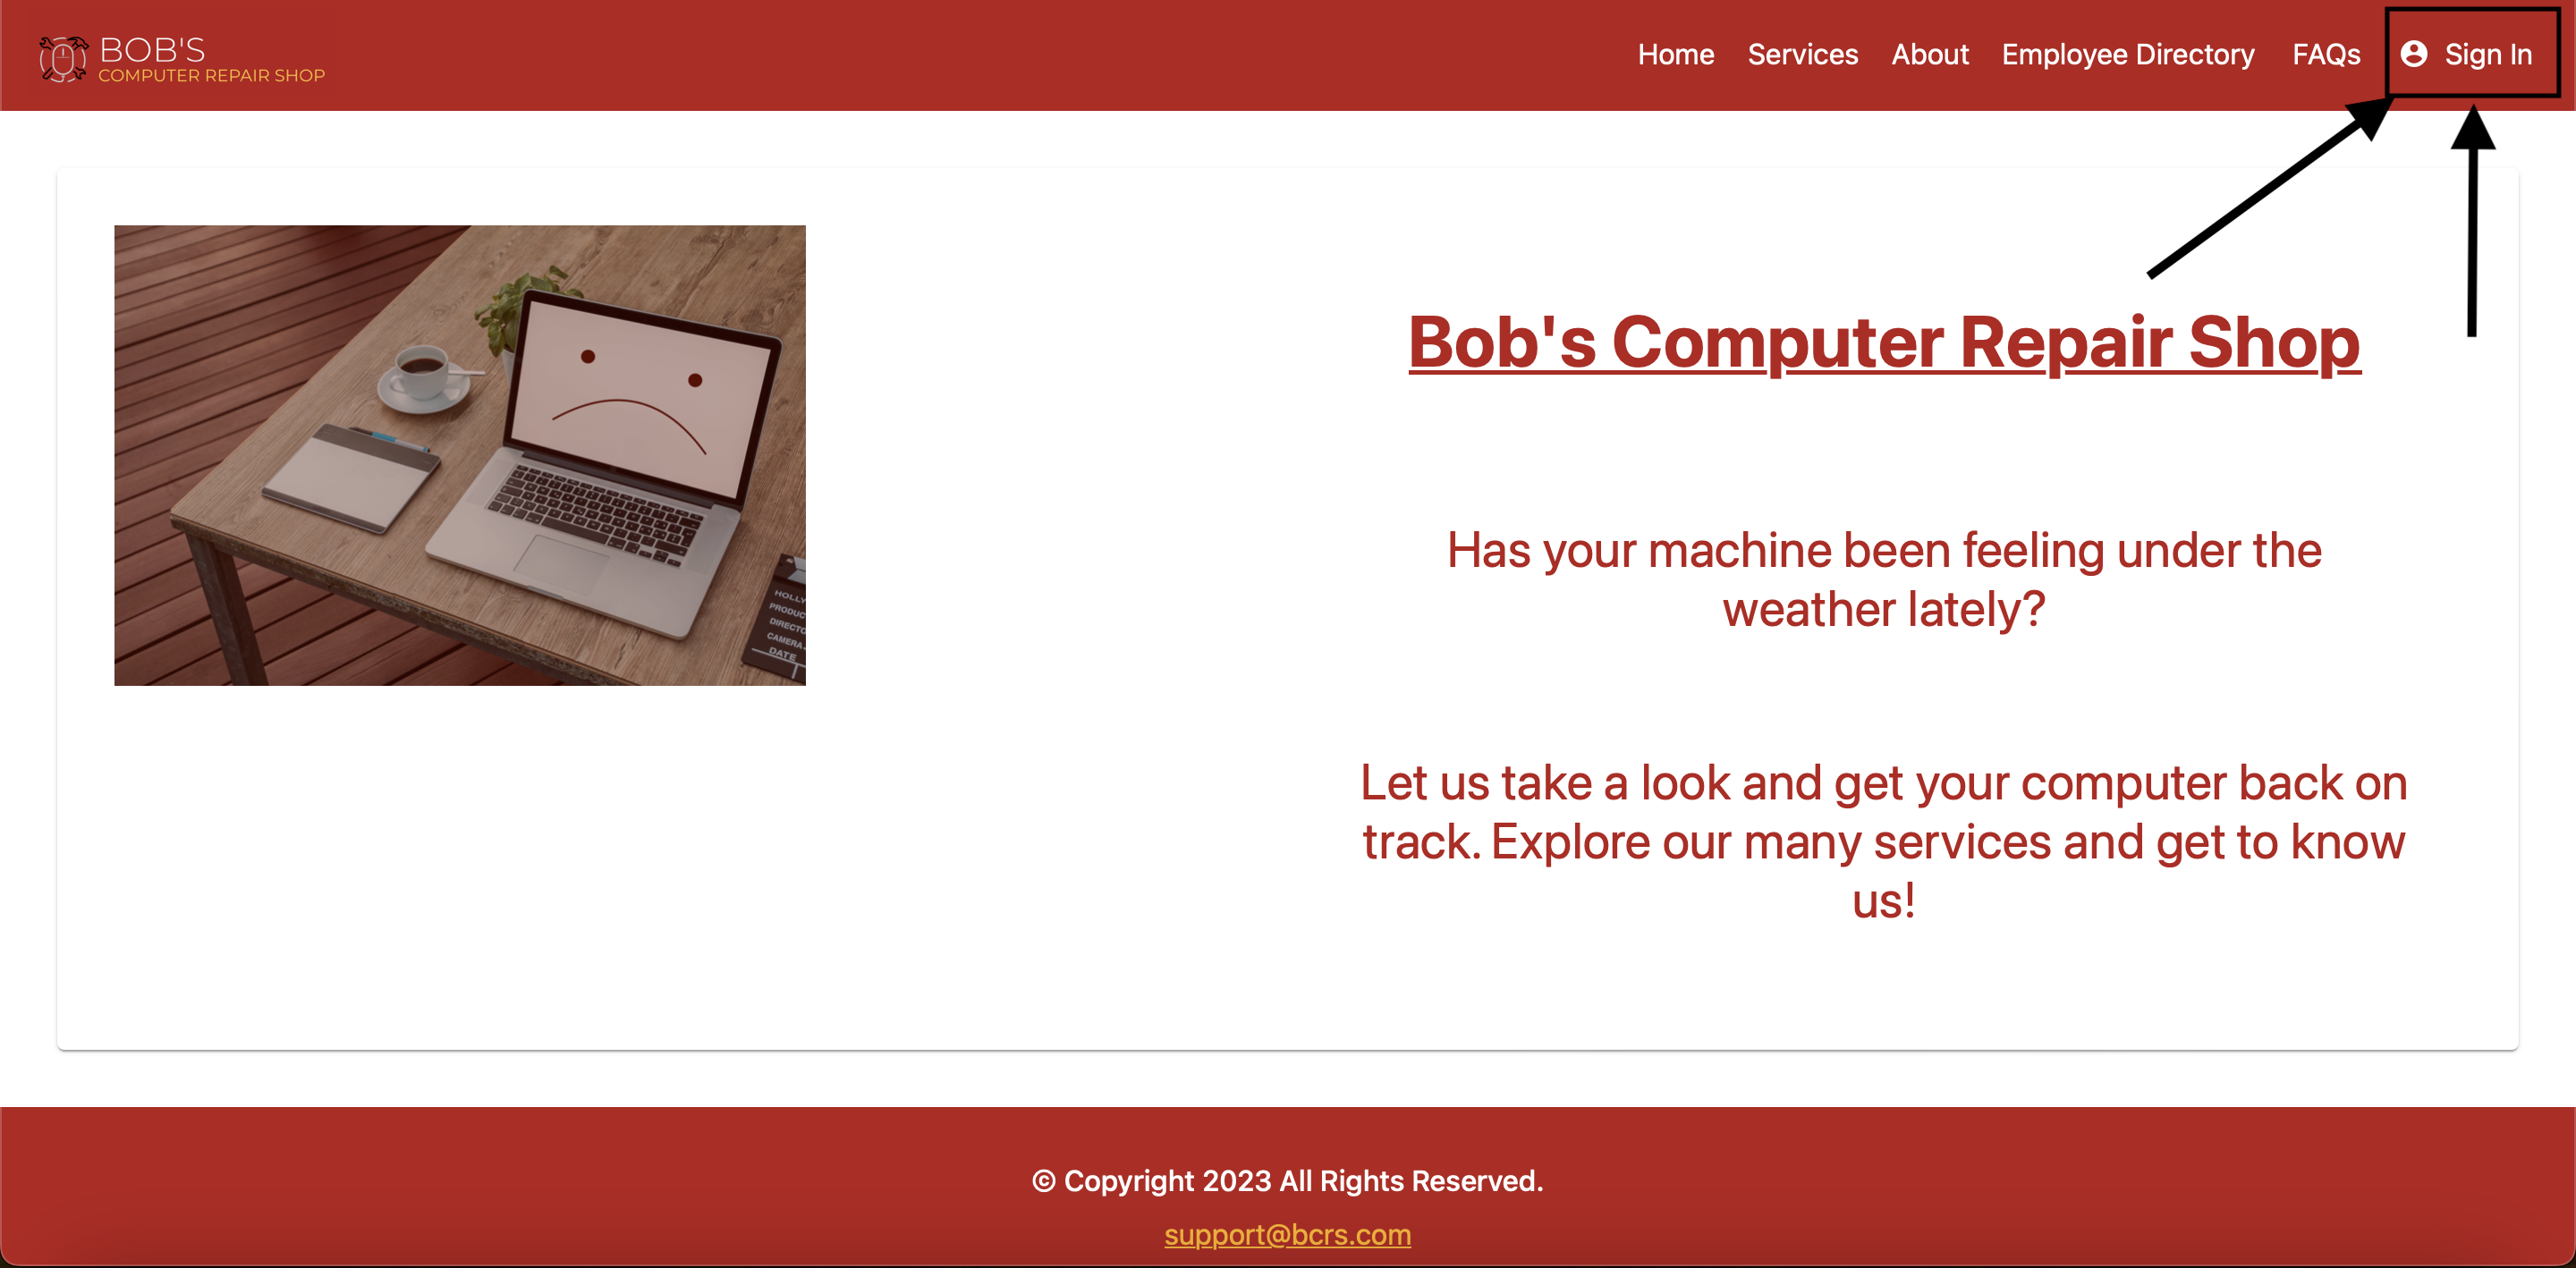 BOB'S
COMPUTER REPAIR SHOP
Home Services About Employee Directory FAQs Sign In
HOLLY
PRODUC
DIRECTO
CAMERA
DATE
Bob's Computer Repair Shop
Has your machine been feeling under the
weather lately?
Let us take a look and get your computer back on
track. Explore our many services and get to know
us!
© Copyright 2023 All Rights Reserved.
support@bcrs.com